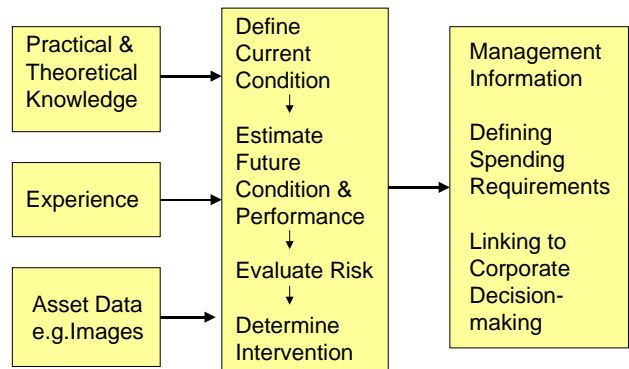 Practical &
Theoretical
Knowledge
Experience
Asset Data
e.g.Images
Define
Current
Condition
Estimate
Future
Condition &
Performance
Evaluate Risk
Determine
Intervention
Management
Information
Defining
Spending
Requirements
Linking to
Corporate
Decision-
making